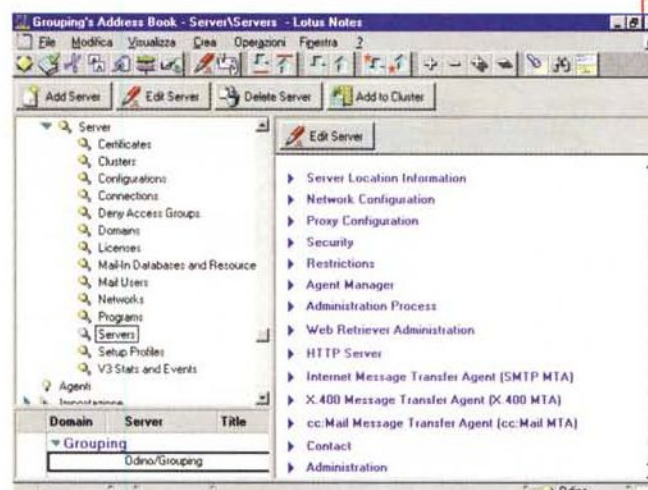 Grouping's Address Book - Server\Servers - Lotus Notes
File Modifica Visualizza Crea Operazioni Finestra ?
Add Server Edit Server Delete Server Add to Cluster
Server
Certificates
Clusters
Configurations
Connections
Deny Access Groups
Domains
Licenses
Mail-In Databases and Resource
Mail Users
Networks
Programs
Servers
Setup Profiles
V3 Stats and Events
Agenti
Domain Server Title
Grouping
Odino/Grouping
Edit Server
Server Location Information
Network Configuration
Proxy Configuration
Security
Restrictions
Agent Manager
Administration Process
Web Retriever Administration
HTTP Server
Internet Message Transfer Agent (SMTP MTA)
X.400 Message Transfer Agent (X.400 MTA)
cc:Mail Message Transfer Agent (cc:Mail MTA)
Contact
Administration